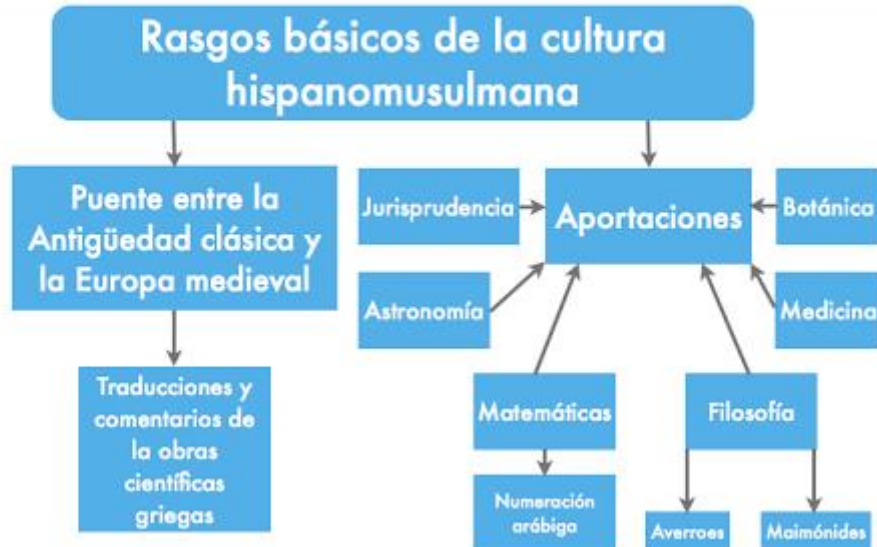 Rasgos básicos de la cultura
hispanomusulmana
Puente entre la
Antigüedad clásica y
la Europa medieval
Traducciones y
comentarios de
la obras
científicas
griegas
Jurisprudencia
Aportaciones
Botánica
Astronomía
Medicina
Matemáticas
Filosofía
Numeración
arábiga
Averroes
Maimónides